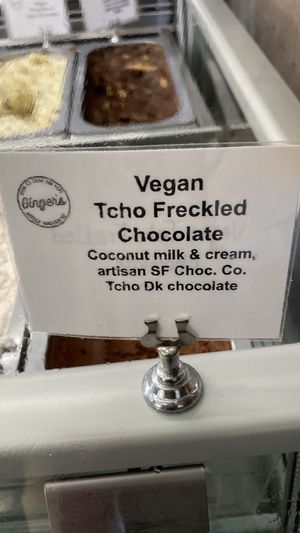 Gingers
Vegan
Tcho Freckled
Chocolate
Coconut milk & cream,
artisan SF Choc. Co.
Tcho Dk chocolate